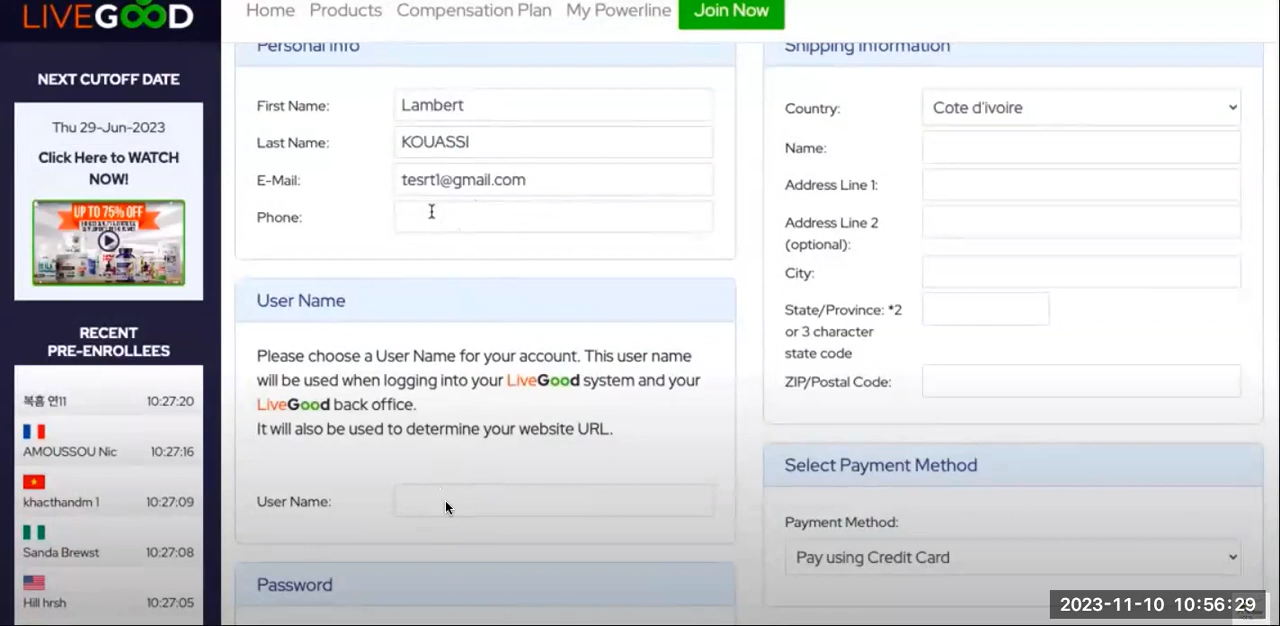 LIVEGOOD
Home Products Compensation Plan My Powerline Join Now
NEXT CUTOFF DATE
Thu 29-Jun-2023
Click Here to WATCH
NOW!
UP TO 75% OFF
RECENT
PRE-ENROLLEES
복흠 연11 10:27:20
AMOUSSOU Nic 10:27:16
khacthandm 1 10:27:09
Sanda Brewst 10:27:08
Hill hrsh 10:27:05
Personal Info
First Name: Lambert
Last Name: KOUASSI
E-Mail: tesrt1@gmail.com
Phone:
User Name
Please choose a User Name for your account. This user name
will be used when logging into your LiveGood system and your
LiveGood back office.
It will also be used to determine your website URL.
User Name:
Password
Shipping Information
Country: Cote d'ivoire
Name:
Address Line 1:
Address Line 2
(optional):
City:
State/Province: *2
or 3 character
state code
ZIP/Postal Code:
Select Payment Method
Payment Method:
Pay using Credit Card
2023-11-10 10:56:29